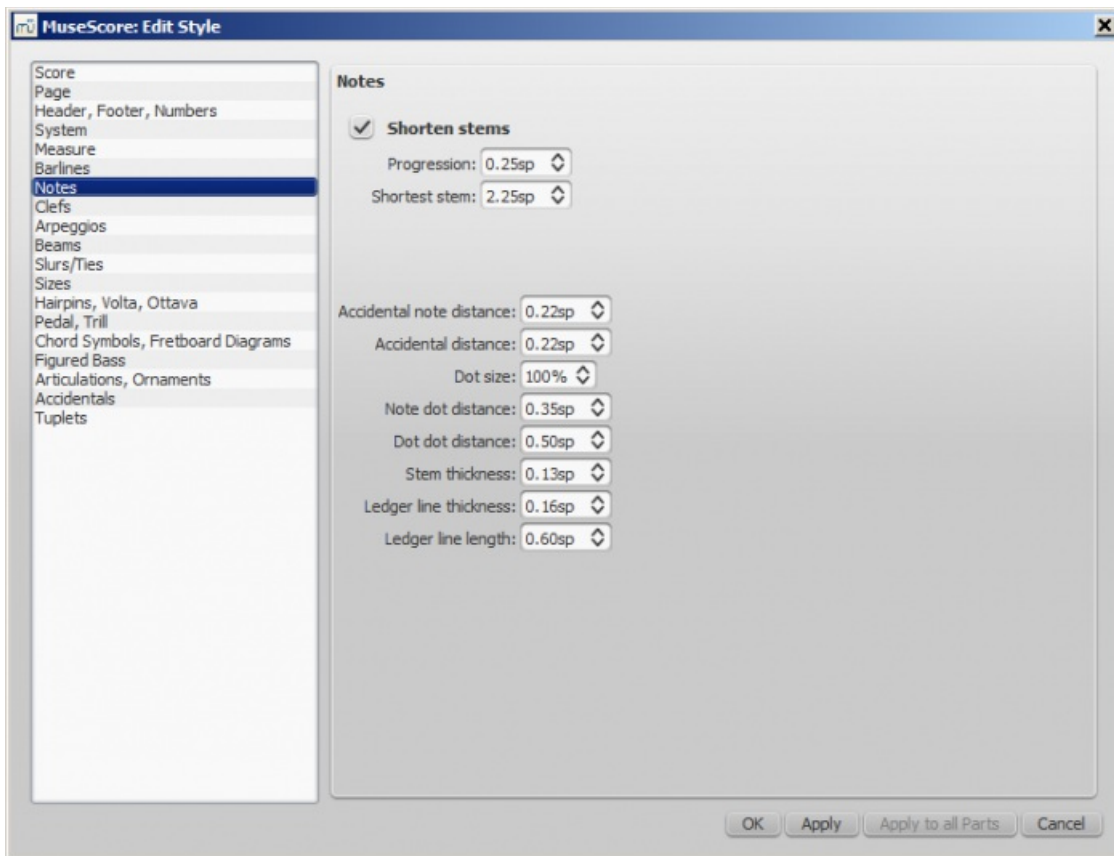 MuseScore: Edit Style
Score
Page
Header, Footer, Numbers
System
Measure
Barlines
Notes
Clefs
Arpeggios
Beams
Slurs/Ties
Sizes
Hairpins, Volta, Ottava
Pedal, Trill
Chord Symbols, Fretboard Diagrams
Figured Bass
Articulations, Ornaments
Accidentals
Tuplets
Notes
Shorten stems
Progression: 0.25sp
Shortest stem: 2.25sp
Accidental note distance: 0.22sp
Accidental distance: 0.22sp
Dot size: 100%
Note dot distance: 0.35sp
Dot dot distance: 0.50sp
Stem thickness: 0.13sp
Ledger line thickness: 0.16sp
Ledger line length: 0.60sp
OK Apply Apply to all Parts Cancel